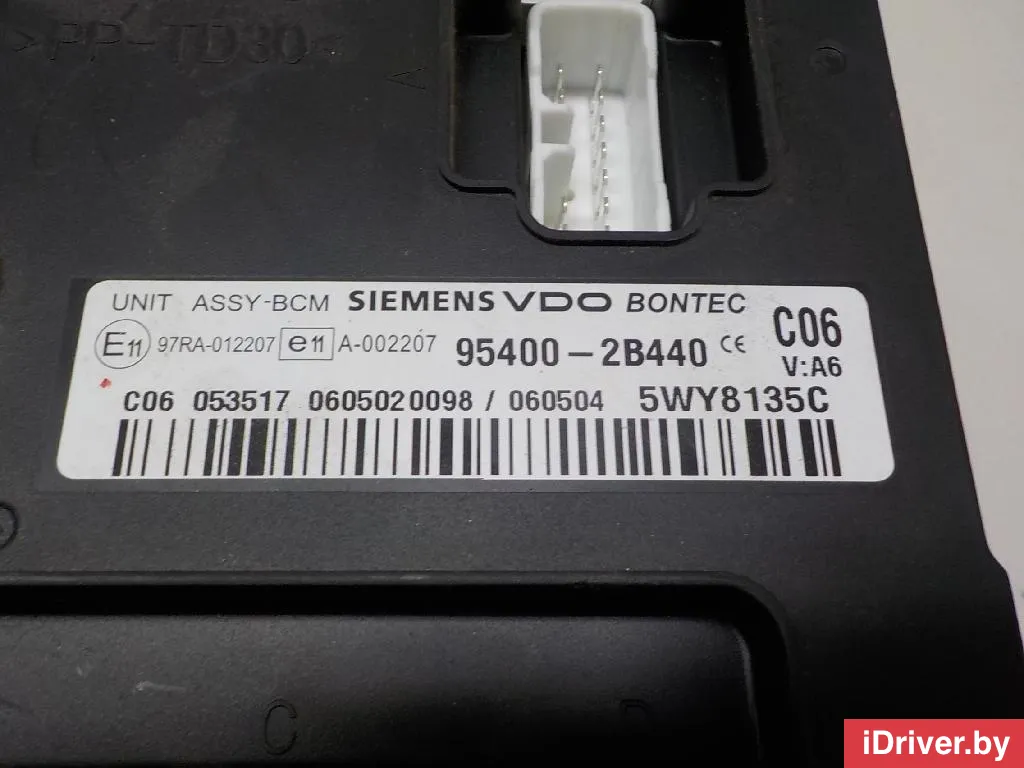 >PP-TD30<
A
UNIT ASSY-BCM SIEMENS VDO BONTEC C06
E11 97RA-012207 e11 A-002207 95400-2B440 CE V:A6
C06 053517 0605020098 / 060504 5WY8135C
C
iDriver.by